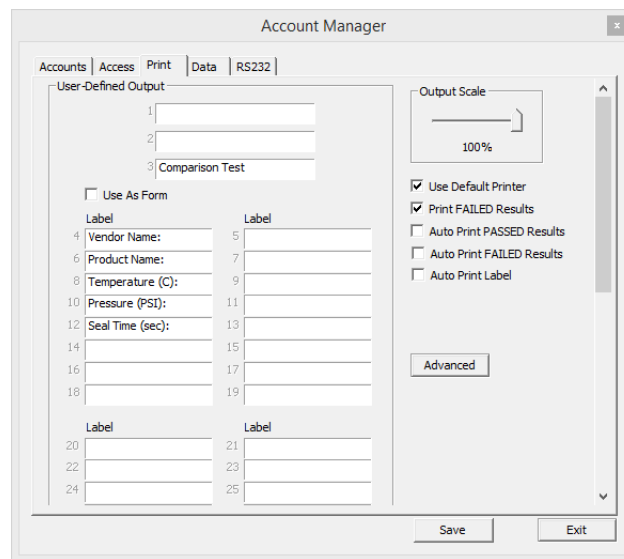 Account Manager
x
Accounts Access Print Data RS232
User-Defined Output
1
2
3 Comparison Test
Use As Form
Label Label
4 Vendor Name: 5
6 Product Name: 7
8 Temperature (C): 9
10 Pressure (PSI): 11
12 Seal Time (sec): 13
14 15
16 17
18 19
Label Label
20 21
22 23
24 25
Output Scale
100%
Use Default Printer
Print FAILED Results
Auto Print PASSED Results
Auto Print FAILED Results
Auto Print Label
Advanced
Save Exit